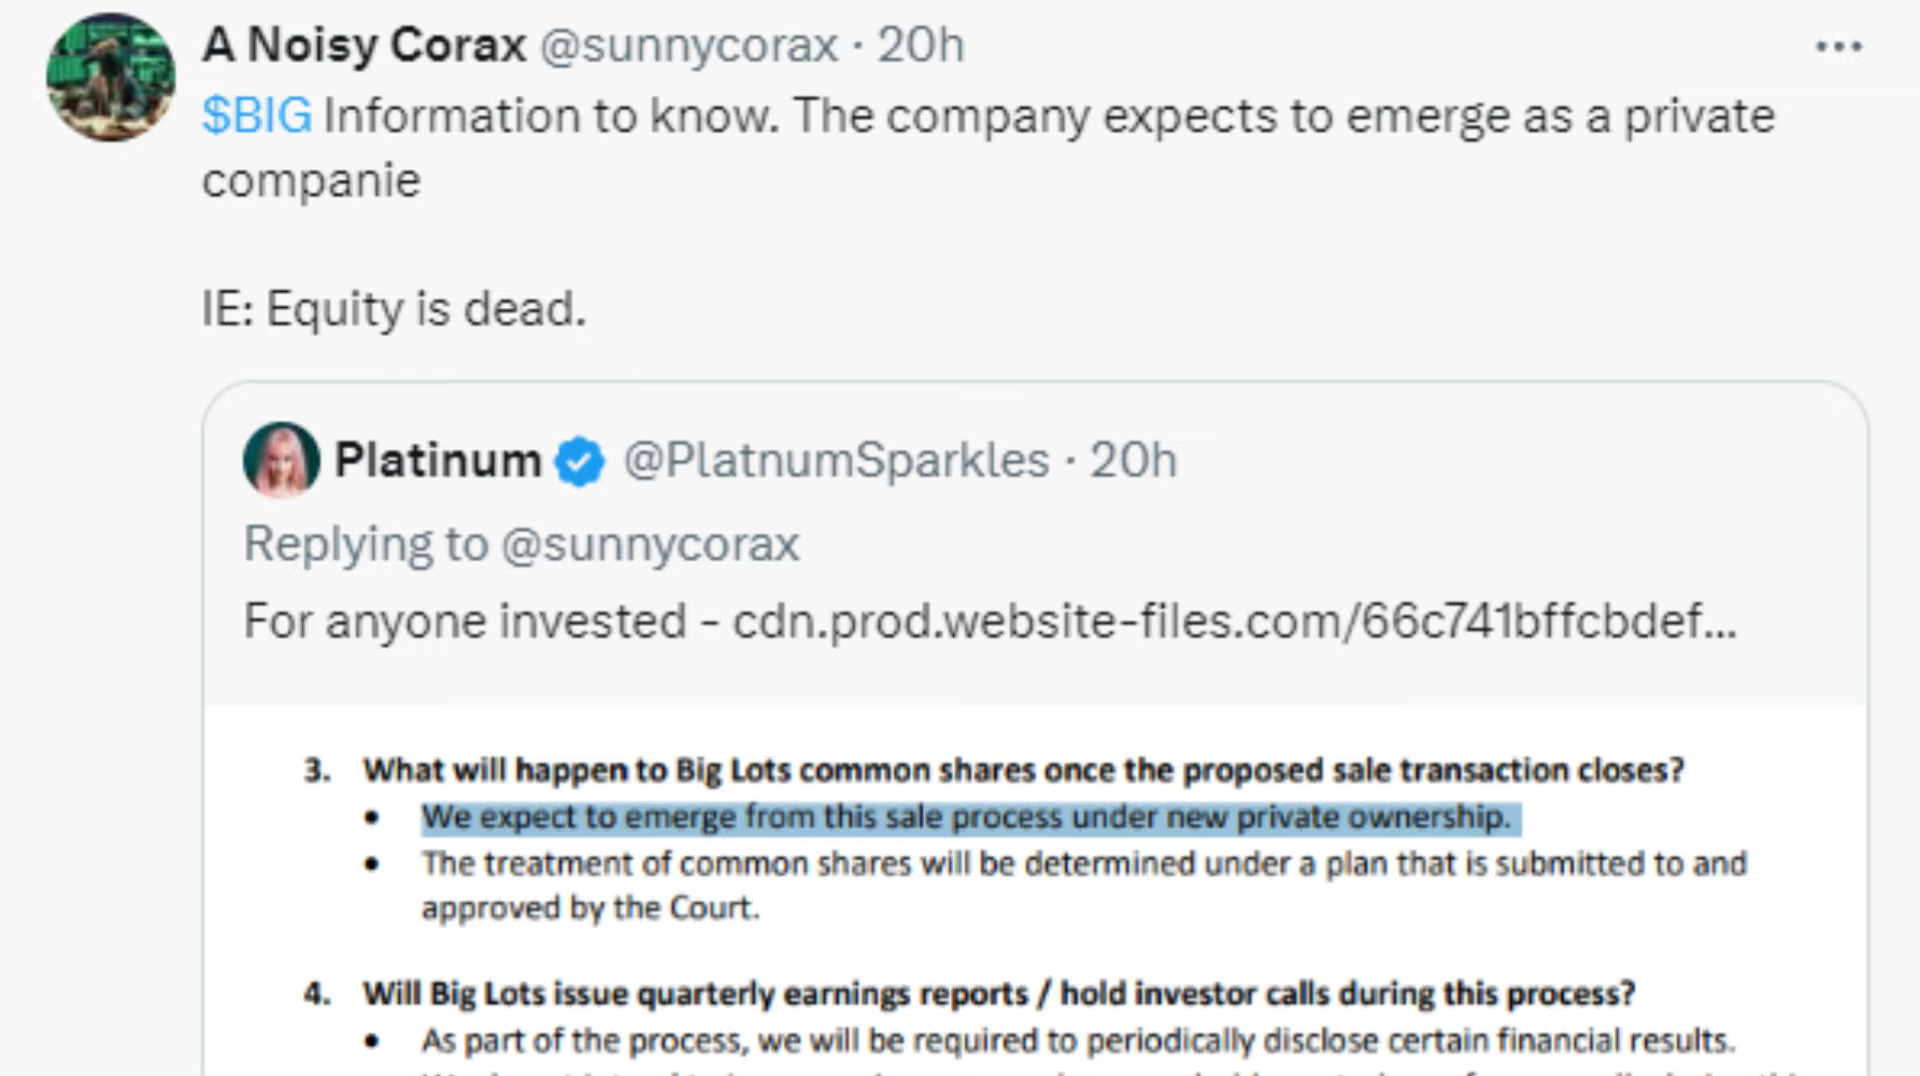 A Noisy Corax @sunnycorax · 20h
$BIG Information to know. The company expects to emerge as a private
companie
IE: Equity is dead.
Platinum @PlatnumSparkles · 20h
Replying to @sunnycorax
For anyone invested - cdn.prod.website-files.com/66c741bffcbdef...
3. What will happen to Big Lots common shares once the proposed sale transaction closes?
• We expect to emerge from this sale process under new private ownership.
• The treatment of common shares will be determined under a plan that is submitted to and
approved by the Court.
4. Will Big Lots issue quarterly earnings reports / hold investor calls during this process?
• As part of the process, we will be required to periodically disclose certain financial results.